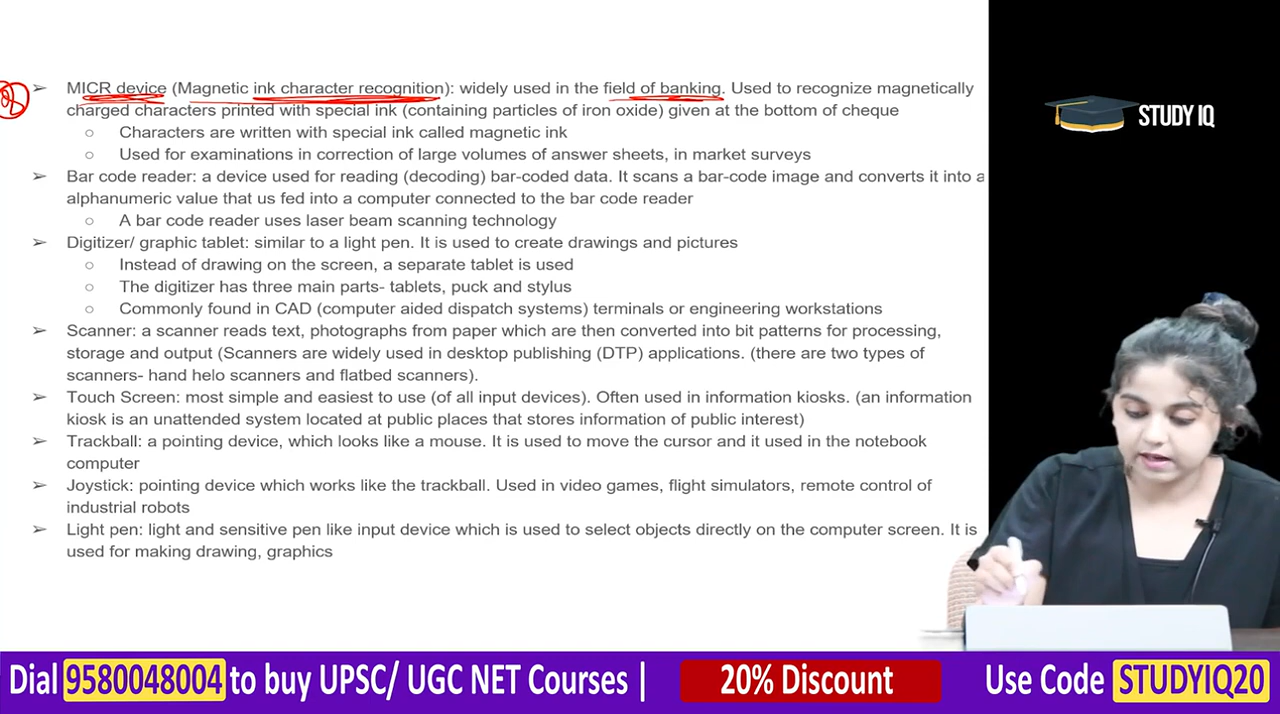 ➢ MICR device (Magnetic ink character recognition): widely used in the field of banking. Used to recognize magnetically
charged characters printed with special ink (containing particles of iron oxide) given at the bottom of cheque
○ Characters are written with special ink called magnetic ink
○ Used for examinations in correction of large volumes of answer sheets, in market surveys
➢ Bar code reader: a device used for reading (decoding) bar-coded data. It scans a bar-code image and converts it into a
alphanumeric value that us fed into a computer connected to the bar code reader
○ A bar code reader uses laser beam scanning technology
➢ Digitizer/ graphic tablet: similar to a light pen. It is used to create drawings and pictures
○ Instead of drawing on the screen, a separate tablet is used
○ The digitizer has three main parts- tablets, puck and stylus
○ Commonly found in CAD (computer aided dispatch systems) terminals or engineering workstations
➢ Scanner: a scanner reads text, photographs from paper which are then converted into bit patterns for processing,
storage and output (Scanners are widely used in desktop publishing (DTP) applications. (there are two types of
scanners- hand helo scanners and flatbed scanners).
➢ Touch Screen: most simple and easiest to use (of all input devices). Often used in information kiosks. (an information
kiosk is an unattended system located at public places that stores information of public interest)
➢ Trackball: a pointing device, which looks like a mouse. It is used to move the cursor and it used in the notebook
computer
➢ Joystick: pointing device which works like the trackball. Used in video games, flight simulators, remote control of
industrial robots
➢ Light pen: light and sensitive pen like input device which is used to select objects directly on the computer screen. It is
used for making drawing, graphics
STUDY IQ
Dial 9580048004 to buy UPSC/ UGC NET Courses | 20% Discount Use Code STUDYIQ20